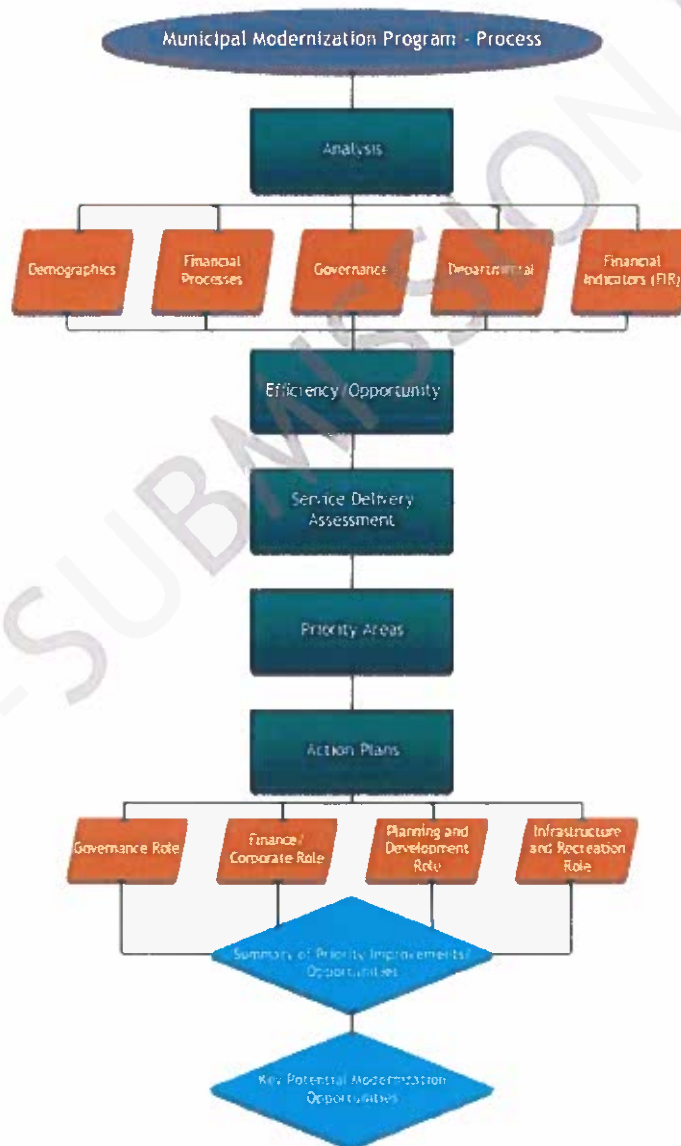 Municipal Modernization Program - Process
Analysis
Demographics
Financial
Processes
Governance
Departmental
Financial
Indicators (FIR)
Efficiency/Opportunity
Service Delivery
Assessment
Priority Areas
Action Plans
Governance Role
Finance/
Corporate Role
Planning and
Development
Role
Infrastructure
and Recreation
Role
Summary of Priority Improvements/
Opportunities
Key Potential Modernization
Opportunities
SUBMISSION